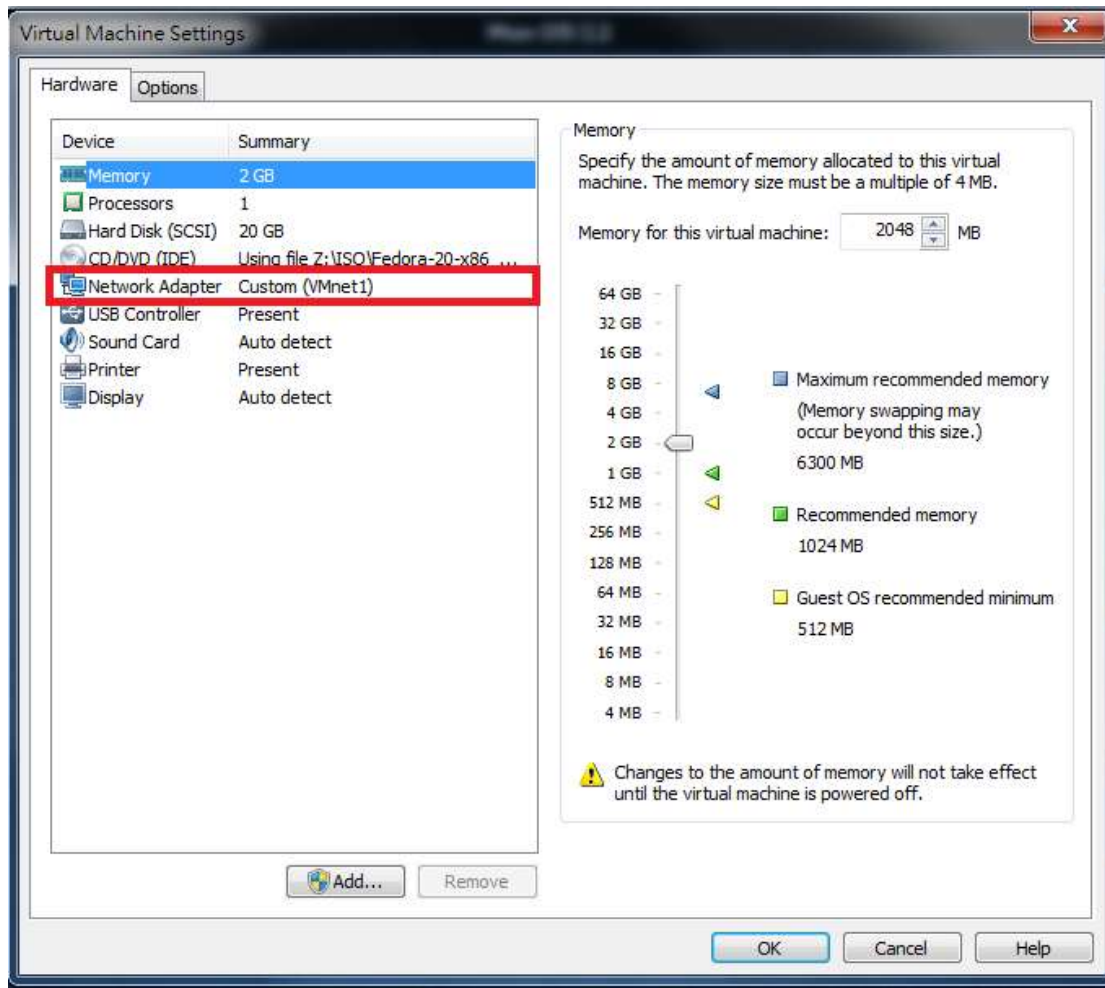 Virtual Machine Settings
Hardware
Options
Device Summary
Memory 2 GB
Processors 1
Hard Disk (SCSI) 20 GB
CD/DVD (IDE) Using file Z:\ISO\Fedora-20-x86 ...
Network Adapter Custom (VMnet1)
USB Controller Present
Sound Card Auto detect
Printer Present
Display Auto detect
Add...
Remove
Memory
Specify the amount of memory allocated to this virtual
machine. The memory size must be a multiple of 4 MB.
Memory for this virtual machine: 2048 MB
64 GB
32 GB
16 GB
8 GB
4 GB
2 GB
1 GB
512 MB
256 MB
128 MB
64 MB
32 MB
16 MB
8 MB
4 MB
Maximum recommended memory
(Memory swapping may
occur beyond this size.)
6300 MB
Recommended memory
1024 MB
Guest OS recommended minimum
512 MB
Changes to the amount of memory will not take effect
until the virtual machine is powered off.
OK
Cancel
Help